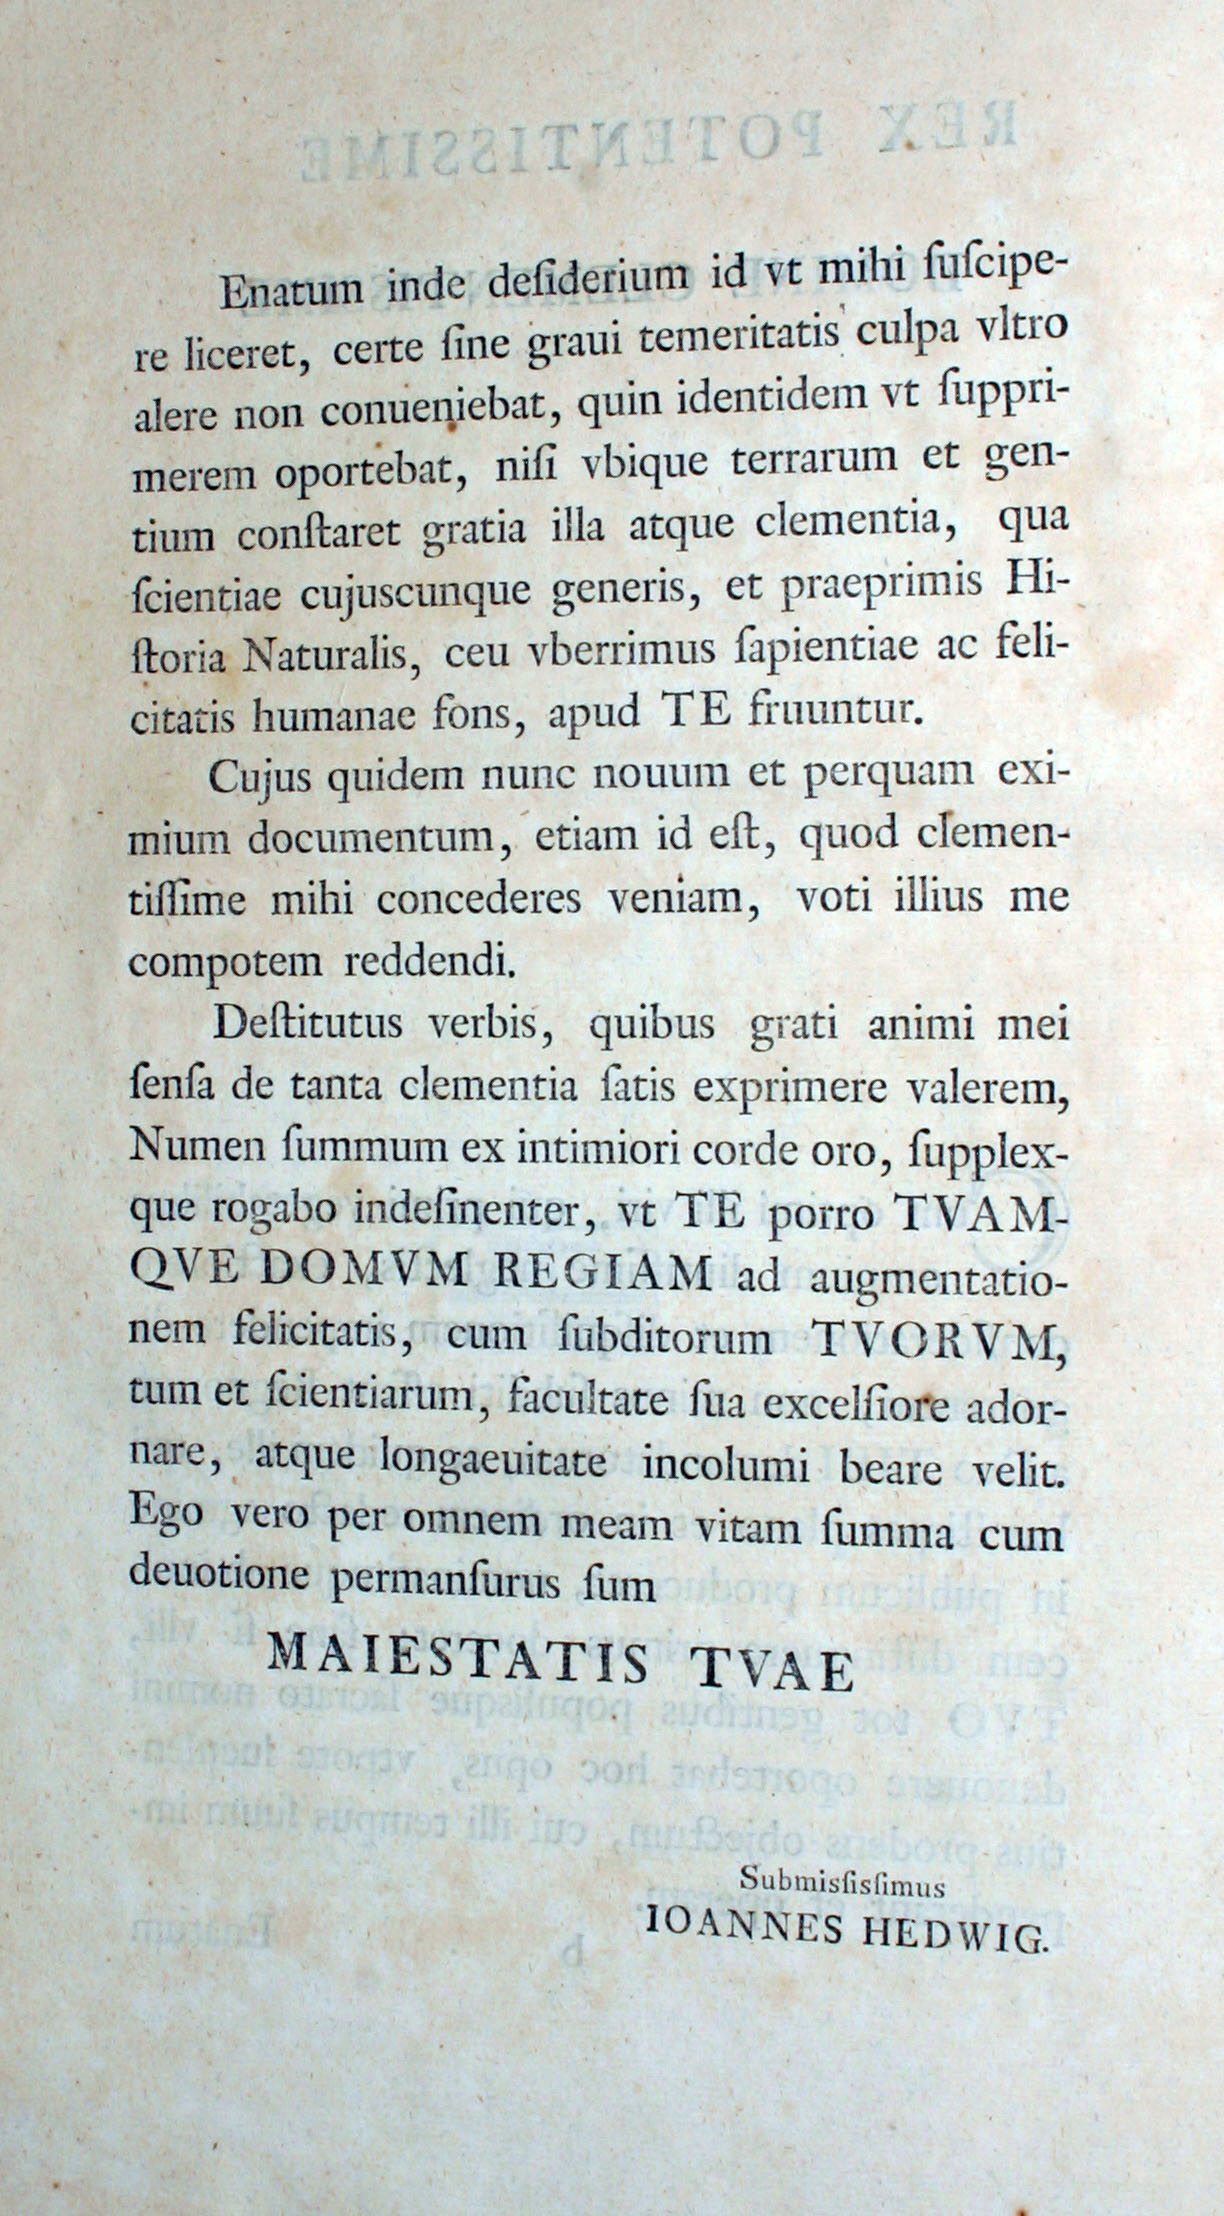 Enatum inde deſiderium id vt mihi ſuſcipe-
re liceret, certe ſine graui temeritatis culpa vltro
alere non conueniebat, quin identidem vt ſuppri-
merem oportebat, niſi vbique terrarum et gen-
tium conſtaret gratia illa atque clementia, qua
ſcientiae cujuscunque generis, et praeprimis Hi-
ſtoria Naturalis, ceu vberrimus ſapientiae ac feli-
citatis humanae fons, apud TE fruuntur.
Cujus quidem nunc nouum et perquam exi-
mium documentum, etiam id eſt, quod clemen-
tiſſime mihi concederes veniam, voti illius me
compotem reddendi.
Deſtitutus verbis, quibus grati animi mei
ſenſa de tanta clementia ſatis exprimere valerem,
Numen ſummum ex intimiori corde oro, ſupplex-
que rogabo indeſinenter, vt TE porro TVAM-
QVE DOMVM REGIAM ad augmentatio-
nem felicitatis, cum ſubditorum TVORVM,
tum et ſcientiarum, facultate ſua excelſiore ador-
nare, atque longaeuitate incolumi beare velit.
Ego vero per omnem meam vitam ſumma cum
deuotione permanſurus ſum
MAIESTATIS TVAE
Submisſisſimus
IOANNES HEDWIG.